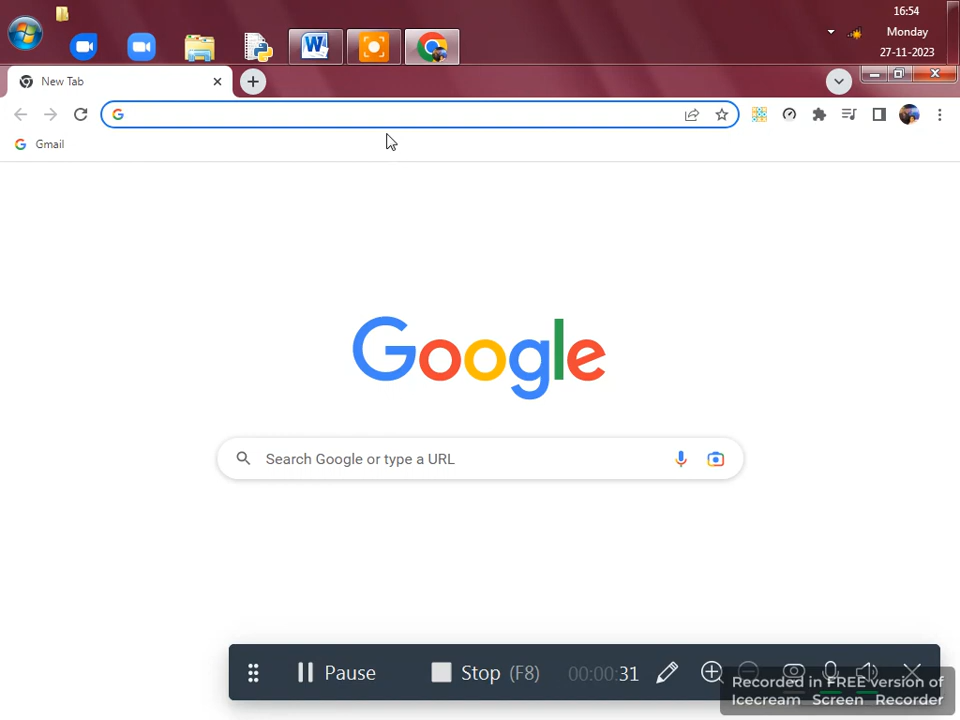 16:54
Monday
27-11-2023
New Tab
Gmail
Google
Search Google or type a URL
Pause
Stop (F8)
00:00:31
Recorded in FREE version of
Icecream Screen Recorder